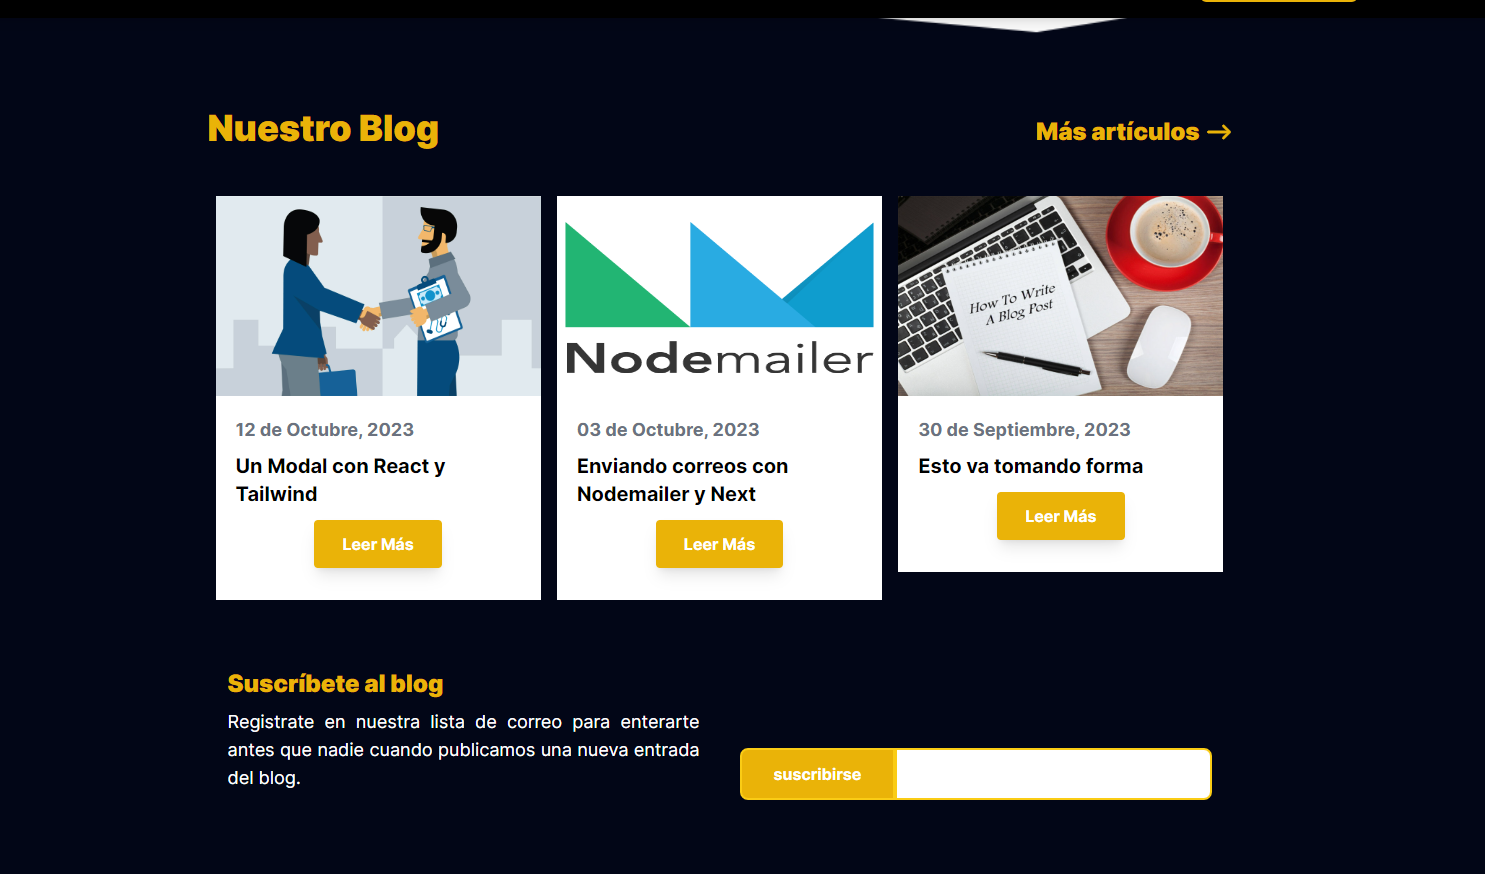 Nuestro Blog
Más artículos →
Nodemailer
How To Write
A Blog Post
12 de Octubre, 2023
Un Modal con React y
Tailwind
Leer Más
03 de Octubre, 2023
Enviando correos con
Nodemailer y Next
Leer Más
30 de Septiembre, 2023
Esto va tomando forma
Leer Más
Suscríbete al blog
Registrate en nuestra lista de correo para enterarte
antes que nadie cuando publicamos una nueva entrada
del blog.
suscribirse